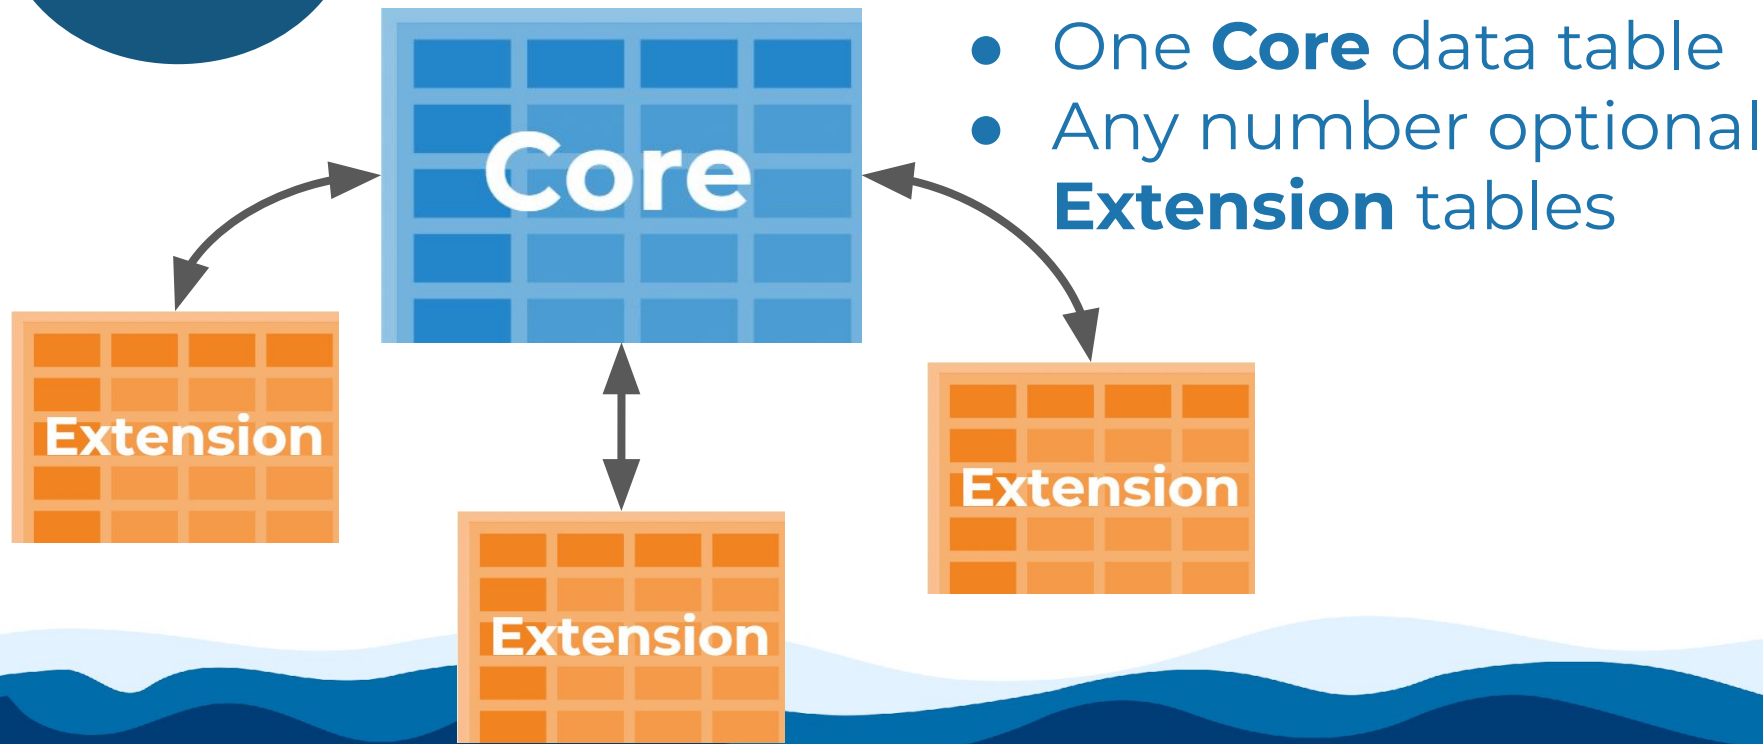 ● One Core data table
● Any number optional
Extension tables
Core
Extension
Extension
Extension